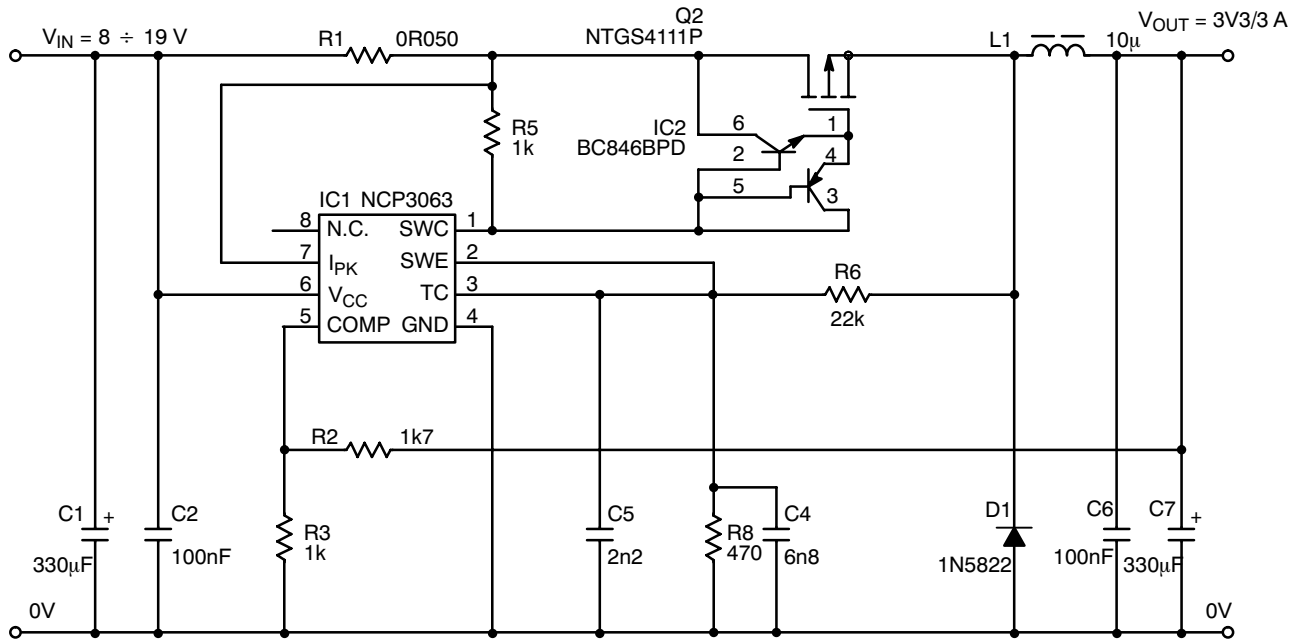 Q2
NTGS4111P
V_IN = 8 ÷ 19 V
R1 0R050
L1 10μ
V_OUT = 3V3/3 A
R5
1k
IC2
BC846BPD
6
1
2
4
5
3
IC1 NCP3063
8 N.C. SWC 1
7 I_PK SWE 2
6 V_CC TC 3
5 COMP GND 4
R6
22k
R2 1k7
C1 +
330μF
C2
100nF
R3
1k
C5
2n2
R8
470
C4
6n8
D1
1N5822
C6
100nF
C7 +
330μF
0V
0V